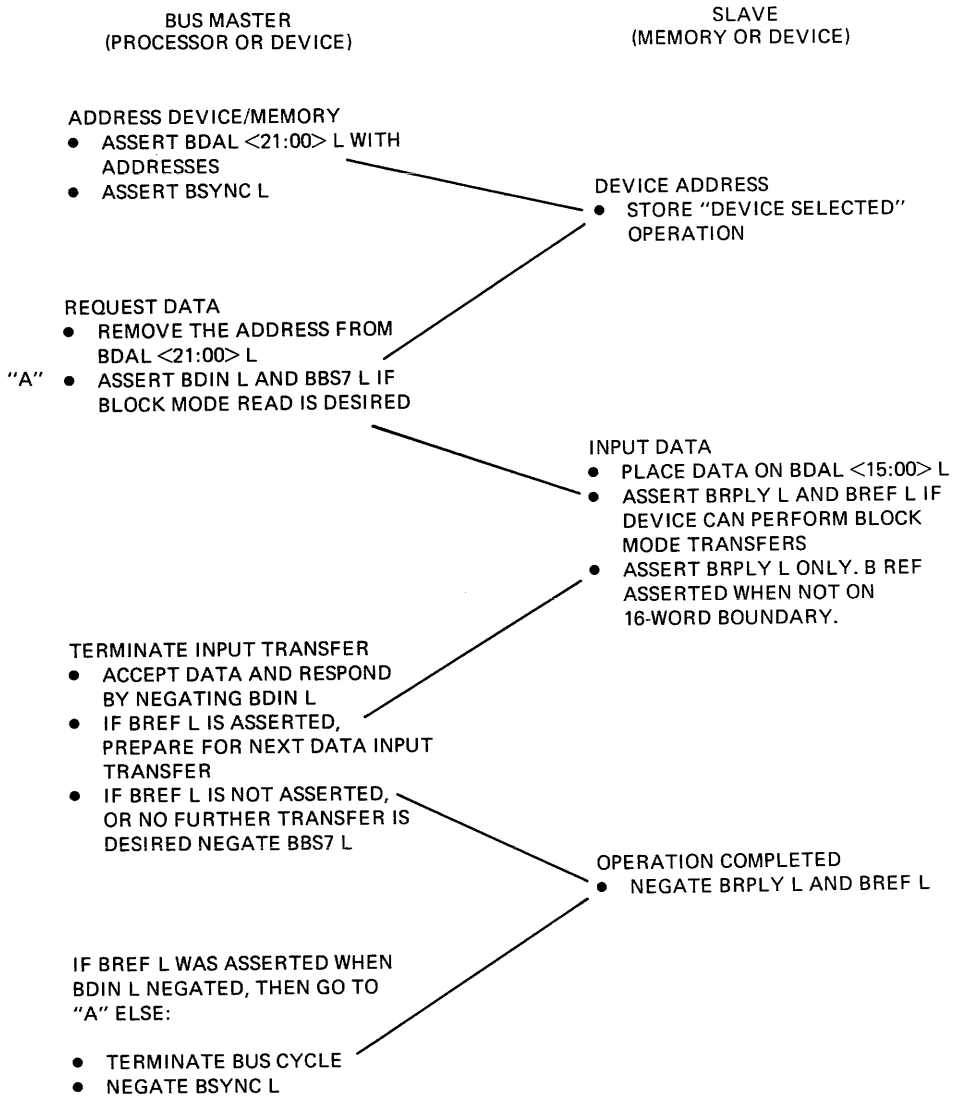 BUS MASTER
(PROCESSOR OR DEVICE)
SLAVE
(MEMORY OR DEVICE)
ADDRESS DEVICE/MEMORY
• ASSERT BDAL <21:00> L WITH
ADDRESSES
• ASSERT BSYNC L
DEVICE ADDRESS
• STORE "DEVICE SELECTED"
OPERATION
REQUEST DATA
• REMOVE THE ADDRESS FROM
BDAL <21:00> L
"A" • ASSERT BDIN L AND BBS7 L IF
BLOCK MODE READ IS DESIRED
INPUT DATA
• PLACE DATA ON BDAL <15:00> L
• ASSERT BRPLY L AND BREF L IF
DEVICE CAN PERFORM BLOCK
MODE TRANSFERS
• ASSERT BRPLY L ONLY. B REF
ASSERTED WHEN NOT ON
16-WORD BOUNDARY.
TERMINATE INPUT TRANSFER
• ACCEPT DATA AND RESPOND
BY NEGATING BDIN L
• IF BREF L IS ASSERTED,
PREPARE FOR NEXT DATA INPUT
TRANSFER
• IF BREF L IS NOT ASSERTED,
OR NO FURTHER TRANSFER IS
DESIRED NEGATE BBS7 L
OPERATION COMPLETED
• NEGATE BRPLY L AND BREF L
IF BREF L WAS ASSERTED WHEN
BDIN L NEGATED, THEN GO TO
"A" ELSE:
• TERMINATE BUS CYCLE
• NEGATE BSYNC L